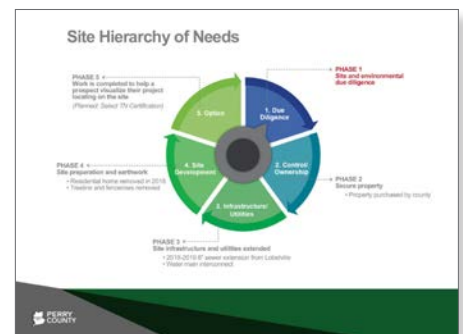 Site Hierarchy of Needs
PHASE 5
Work is completed to help a
prospect visualize their project
locating on the site
(Planned: Select TN Certification)
PHASE 1
Site and environmental
due diligence
5. Option
1. Due
Diligence
4. Site
Development
2. Control/
Ownership
3. Infrastructure/
Utilities
PHASE 4
Site preparation and earthwork
• Residential home removed in 2018
• Treeline and fencerows removed
PHASE 2
Secure property
• Property purchased by county
PHASE 3
Site infrastructure and utilities extended
• 2018-2019 8" sewer extension from Lobelville
• Water main interconnect
PERRY
COUNTY